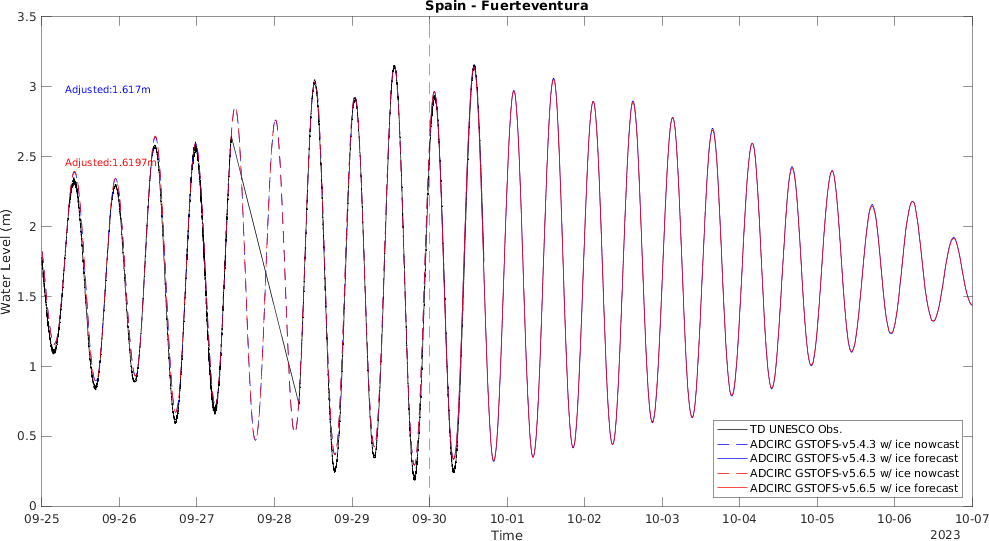 Spain - Fuerteventura
3.5
3
2.5
2
1.5
1
0.5
0
Water Level (m)
Adjusted:1.617m
Adjusted:1.6197m
TD UNESCO Obs.
ADCIRC GSTOFS-v5.4.3 w/ ice nowcast
ADCIRC GSTOFS-v5.4.3 w/ ice forecast
ADCIRC GSTOFS-v5.6.5 w/ ice nowcast
ADCIRC GSTOFS-v5.6.5 w/ ice forecast
09-25 09-26 09-27 09-28 09-29 09-30 10-01 10-02 10-03 10-04 10-05 10-06 10-07
Time
2023